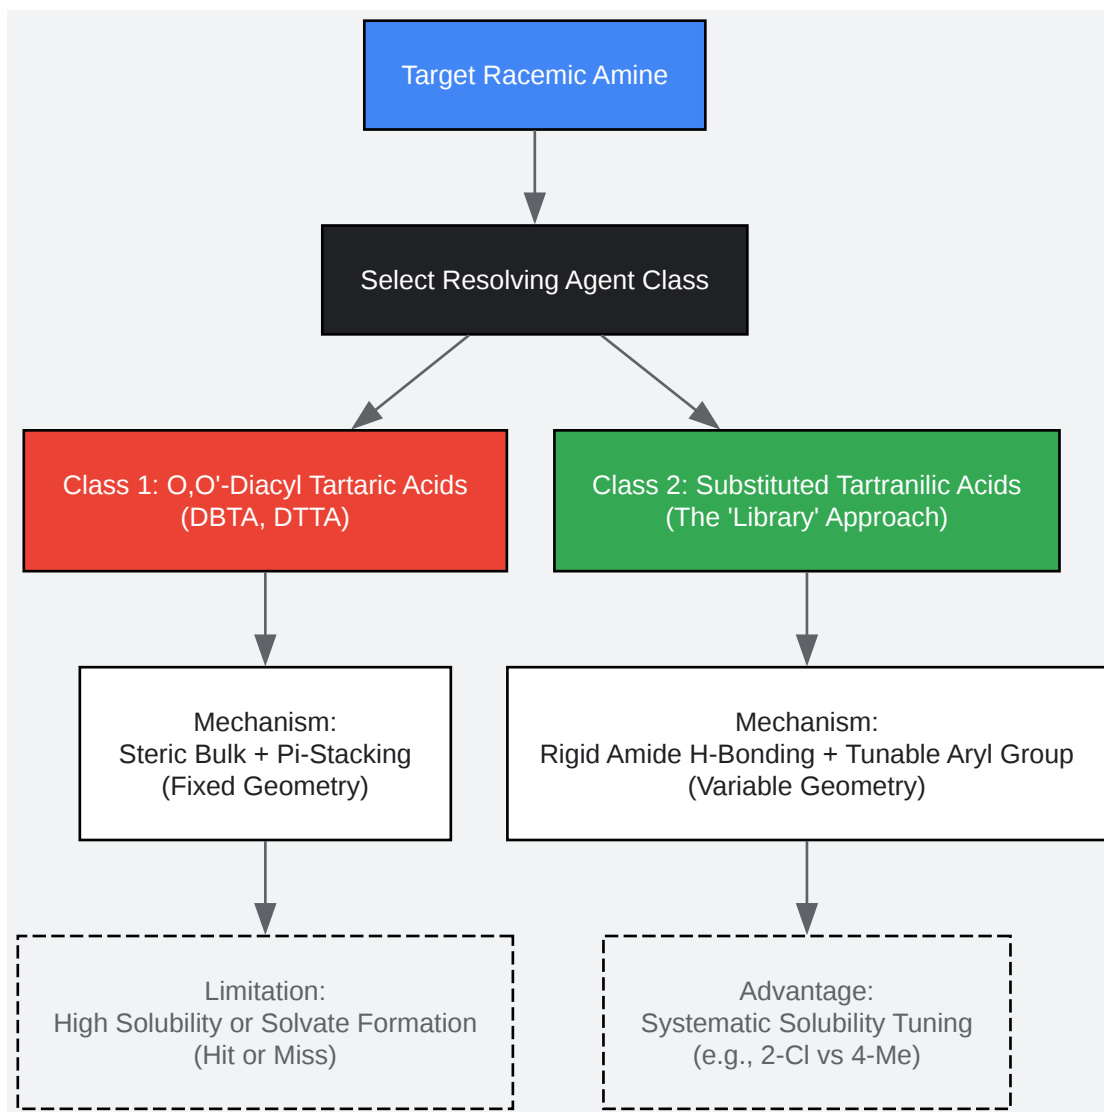 Target Racemic Amine
Select Resolving Agent Class
Class 1: O,O'-Diacyl Tartaric Acids
(DBTA, DTTA)
Class 2: Substituted Tartranilic Acids
(The 'Library' Approach)
Mechanism:
Steric Bulk + Pi-Stacking
(Fixed Geometry)
Mechanism:
Rigid Amide H-Bonding + Tunable Aryl Group
(Variable Geometry)
Limitation:
High Solubility or Solvate Formation
(Hit or Miss)
Advantage:
Systematic Solubility Tuning
(e.g., 2-Cl vs 4-Me)